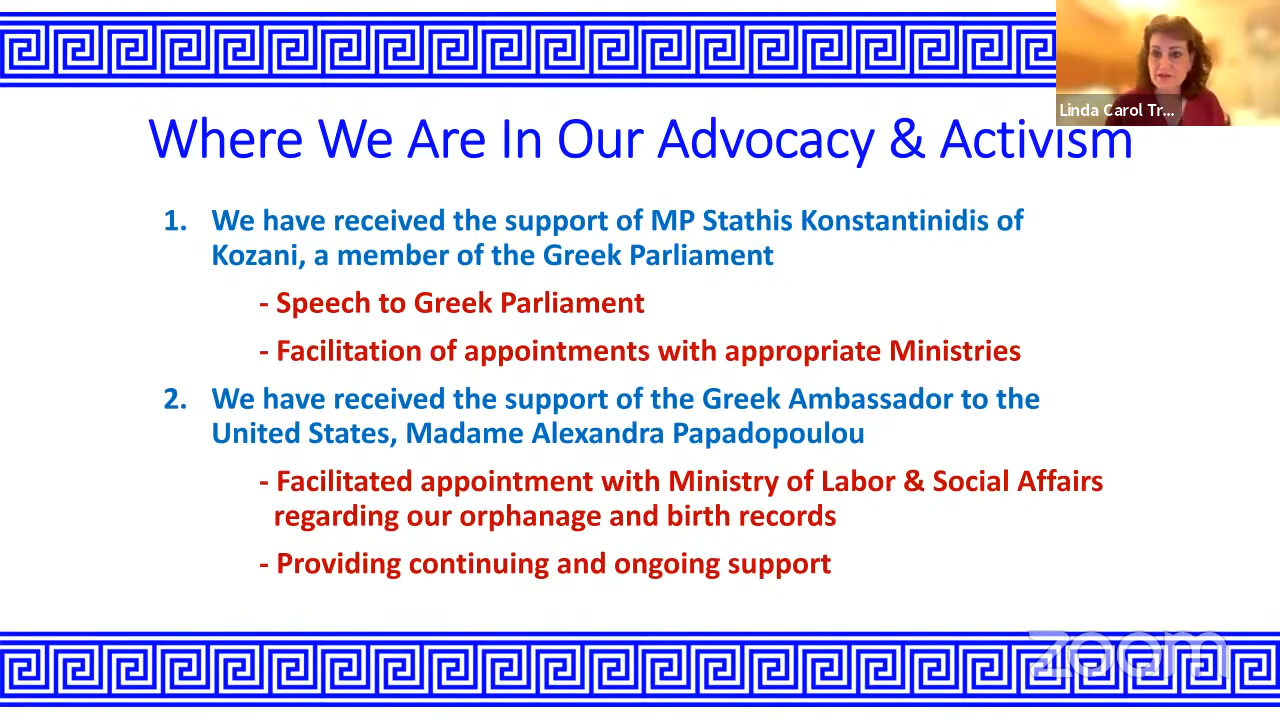 Linda Carol Tr...
Where We Are In Our Advocacy & Activism
1. We have received the support of MP Stathis Konstantinidis of
Kozani, a member of the Greek Parliament
- Speech to Greek Parliament
- Facilitation of appointments with appropriate Ministries
2. We have received the support of the Greek Ambassador to the
United States, Madame Alexandra Papadopoulou
- Facilitated appointment with Ministry of Labor & Social Affairs
regarding our orphanage and birth records
- Providing continuing and ongoing support
zoom